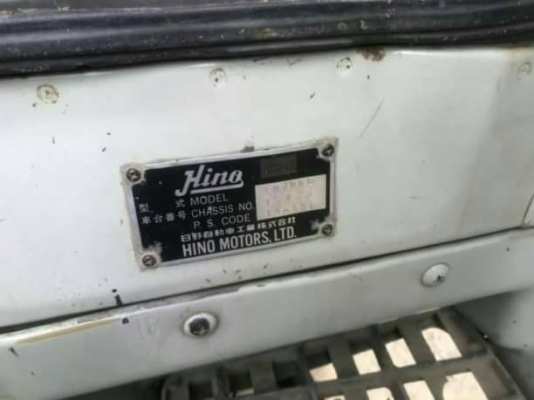 Hino
型 式 MODEL
車台番号 CHASSIS NO.
P. S. CODE
日野自動車工業株式会社
HINO MOTORS, LTD.